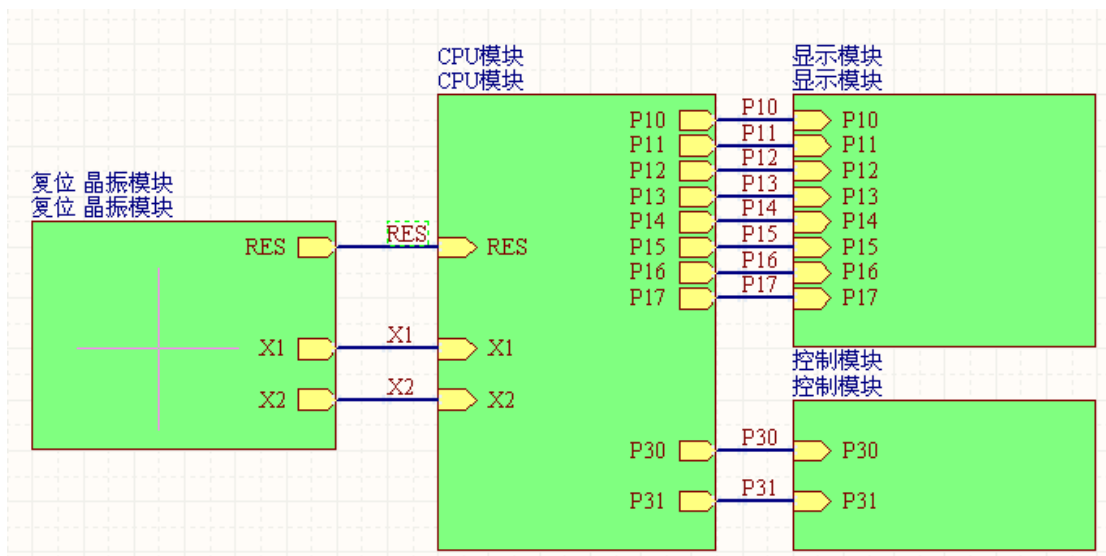 CPU模块
CPU模块
显示模块
显示模块
P10 P10 P10
P11 P11 P11
P12 P12 P12
P13 P13 P13
P14 P14 P14
P15 P15 P15
P16 P16 P16
P17 P17 P17
复位 晶振模块
复位 晶振模块
RES RES RES
X1 X1 X1
X2 X2 X2
控制模块
控制模块
P30 P30 P30
P31 P31 P31